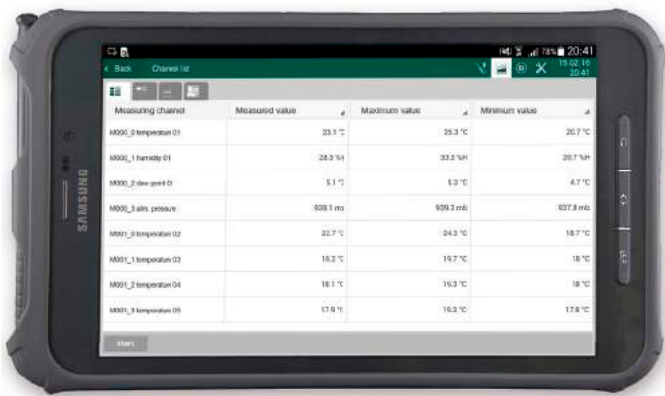 78% 20:41
Back Channel list
15.02.16
20:41
Measuring channel Measured value Maximum value Minimum value
M000_0 temperature 01 23.1 °C 25.3 °C 20.7 °C
M000_1 humidity 01 28.3 %H 33.5 %H 20.7 %H
M000_2 dew point 01 5.1 °C 4.7 °C
M000_3 atm. pressure 938.1 mb 939.3 mb 937.8 mb
M001_0 temperature 02 22.7 °C 24.3 °C 18.7 °C
M001_1 temperature 03 18.2 °C 19.7 °C 18 °C
M001_2 temperature 04 18.1 °C 19.3 °C 18 °C
M001_3 temperature 05 17.9 °C 19.3 °C 17.8 °C
Start
SAMSUNG